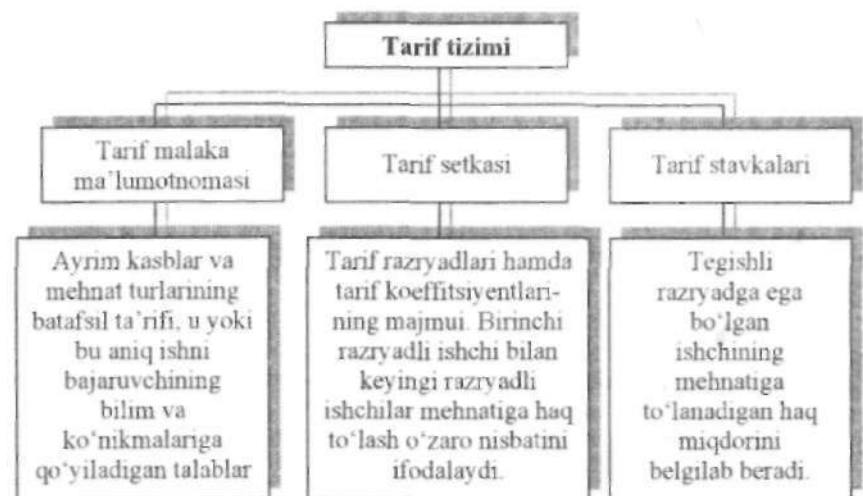 Tarif tizimi
Tarif malaka
ma'lumotnomasi
Tarif setkasi
Tarif stavkalari
Ayrim kasblar va
mehnat turlarining
batafsil ta'rifi, u yoki
bu aniq ishni
bajaruvchining
bilim va
ko‘nikmalariga
qo‘yiladigan talablar
Tarif razryadlari hamda
tarif koeffitsiyentlari-
ning majmui. Birinchi
razryadli ishchi bilan
keyingi razryadli
ishchilar mehnatiga haq
to‘lash o‘zaro nisbatini
ifodalaydi.
Tegishli
razryadga ega
bo‘lgan
ishchining
mehnatiga
to‘lanadigan haq
miqdorini
belgilab beradi.